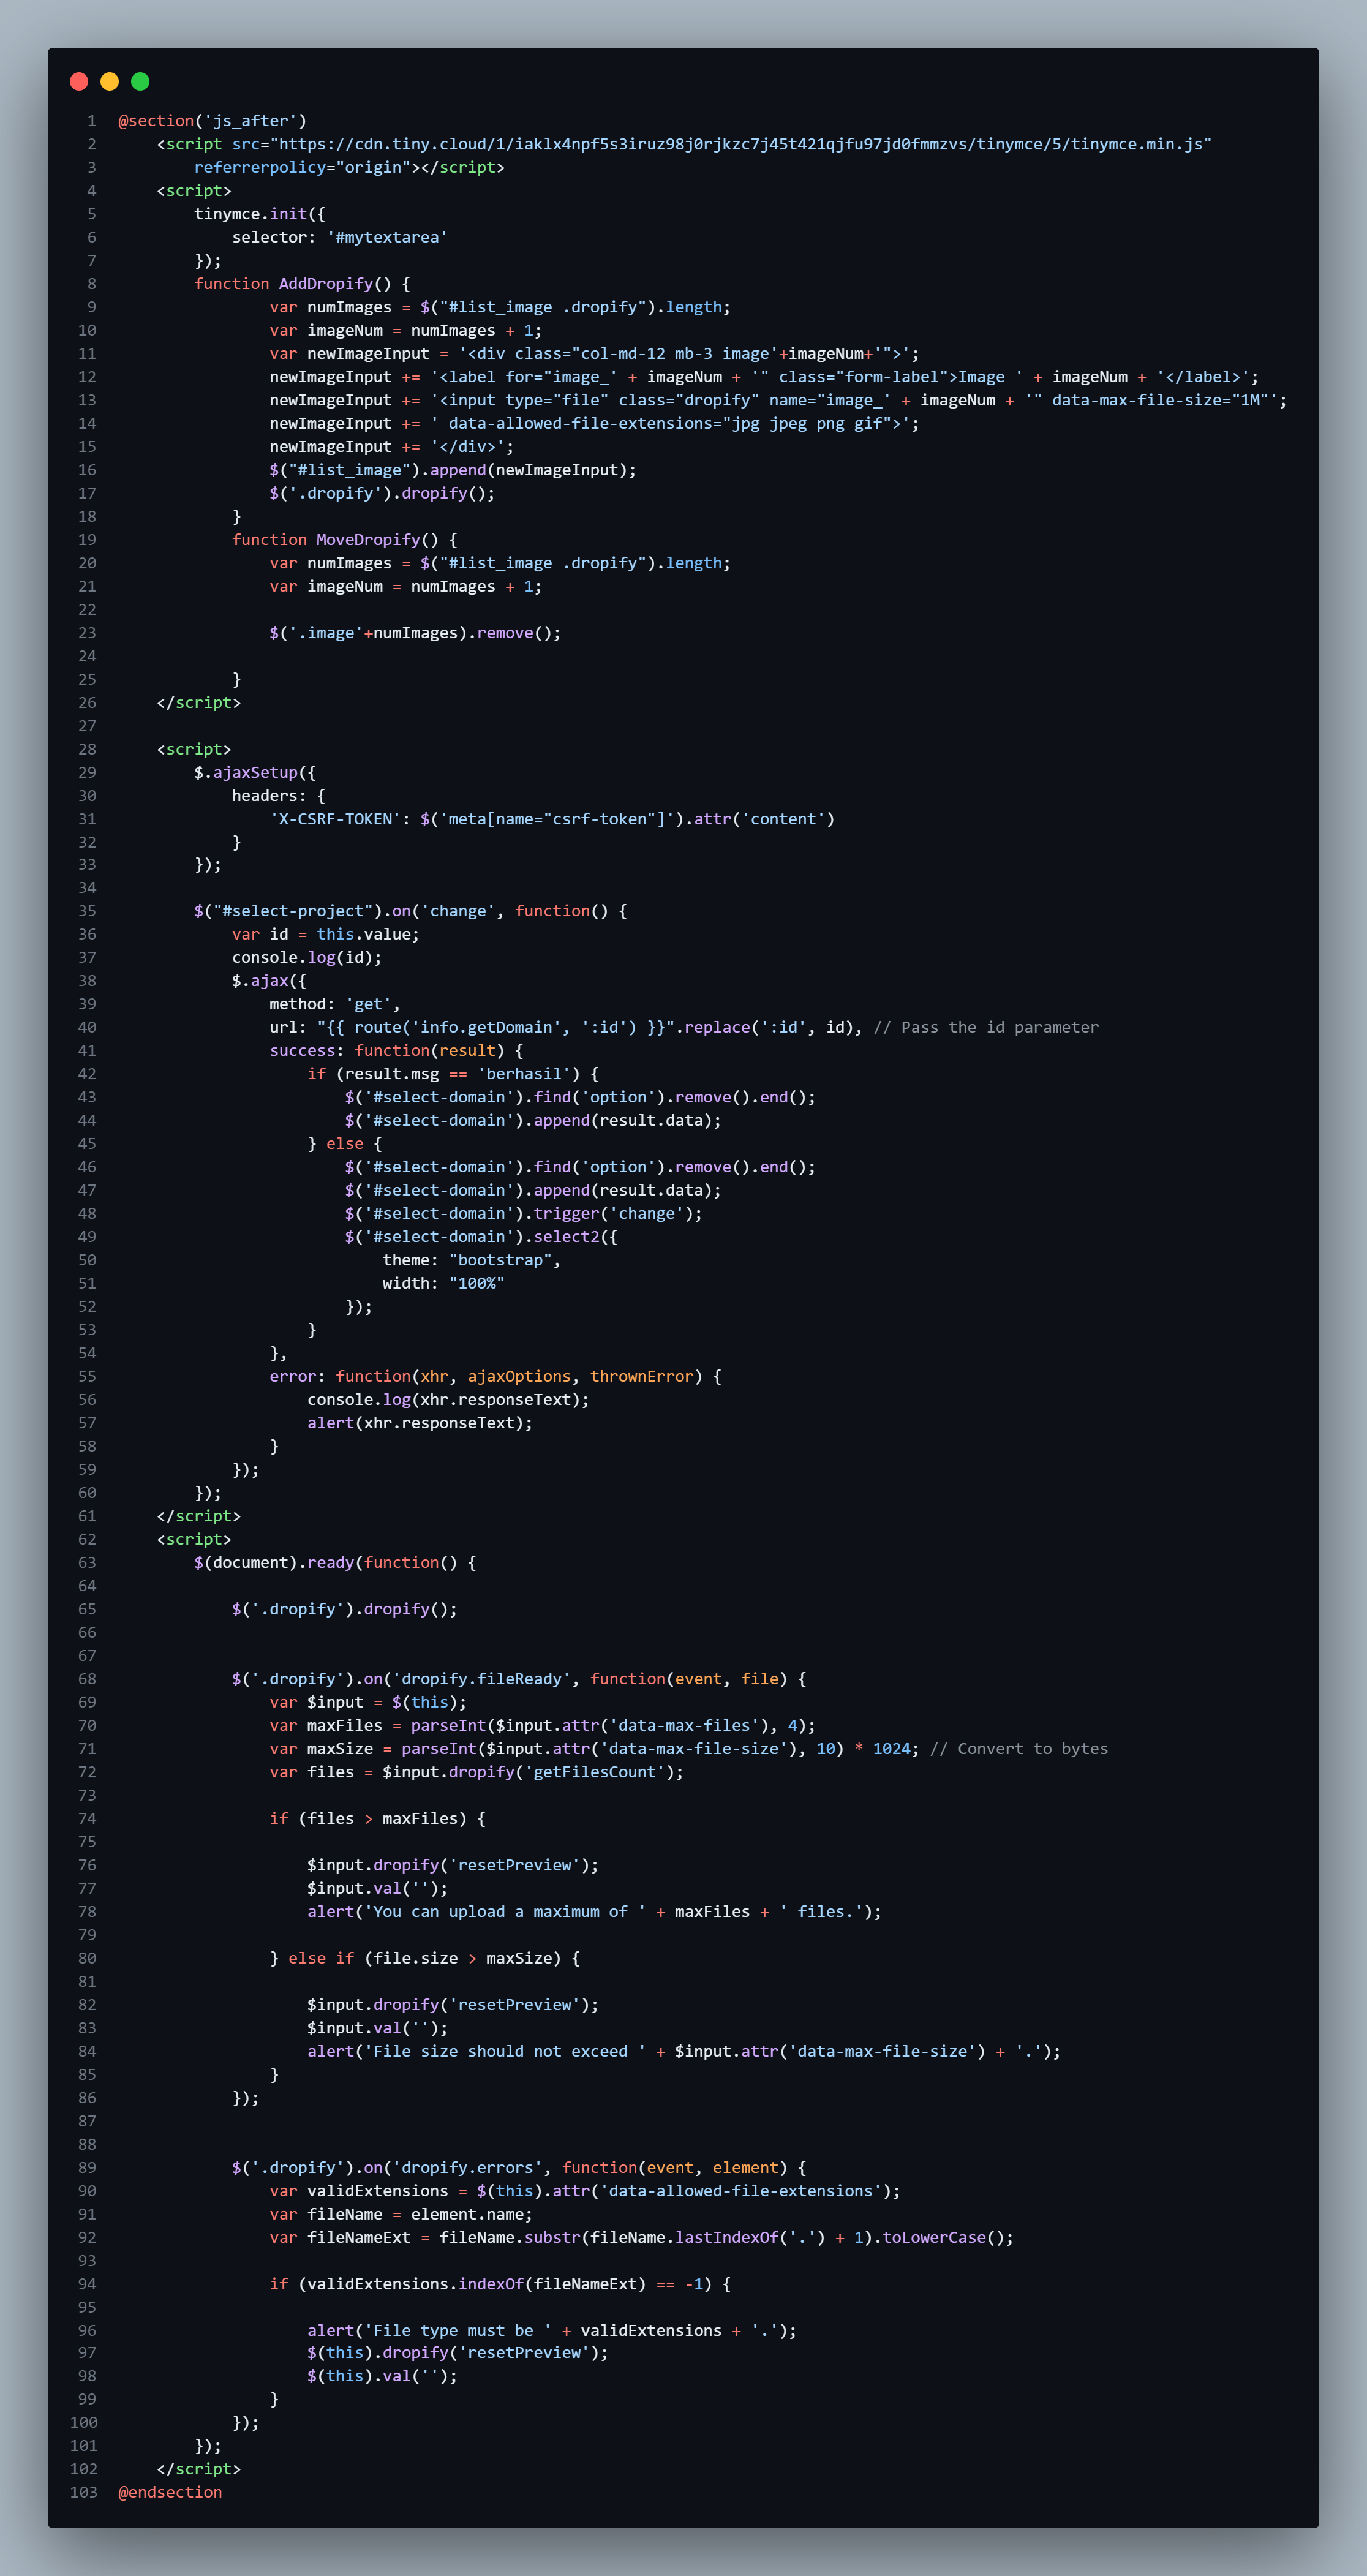 1 @section('js_after')
2     <script src="https://cdn.tiny.cloud/1/iaklx4npf5s3iruz98j0rjkzc7j45t421qjfu97jd0fmmzvs/tinymce/5/tinymce.min.js"
3         referrerpolicy="origin"></script>
4     <script>
5         tinymce.init({
6             selector: '#mytextarea'
7         });
8         function AddDropify() {
9                 var numImages = $("#list_image .dropify").length;
10                 var imageNum = numImages + 1;
11                 var newImageInput = '<div class="col-md-12 mb-3 image'+imageNum+'">';
12                 newImageInput += '<label for="image_' + imageNum + '" class="form-label">Image ' + imageNum + '</label>';
13                 newImageInput += '<input type="file" class="dropify" name="image_' + imageNum + '" data-max-file-size="1M"';
14                 newImageInput += ' data-allowed-file-extensions="jpg jpeg png gif">';
15                 newImageInput += '</div>';
16                 $("#list_image").append(newImageInput);
17                 $('.dropify').dropify();
18             }
19             function MoveDropify() {
20                 var numImages = $("#list_image .dropify").length;
21                 var imageNum = numImages + 1;
22
23                 $('.image'+numImages).remove();
24
25             }
26     </script>
27
28     <script>
29         $.ajaxSetup({
30             headers: {
31                 'X-CSRF-TOKEN': $('meta[name="csrf-token"]').attr('content')
32             }
33         });
34
35         $("#select-project").on('change', function() {
36             var id = this.value;
37             console.log(id);
38             $.ajax({
39                 method: 'get',
40                 url: "{{ route('info.getDomain', ':id') }}".replace(':id', id), // Pass the id parameter
41                 success: function(result) {
42                     if (result.msg == 'berhasil') {
43                         $('#select-domain').find('option').remove().end();
44                         $('#select-domain').append(result.data);
45                     } else {
46                         $('#select-domain').find('option').remove().end();
47                         $('#select-domain').append(result.data);
48                         $('#select-domain').trigger('change');
49                         $('#select-domain').select2({
50                             theme: "bootstrap",
51                             width: "100%"
52                         });
53                     }
54                 },
55                 error: function(xhr, ajaxOptions, thrownError) {
56                     console.log(xhr.responseText);
57                     alert(xhr.responseText);
58                 }
59             });
60         });
61     </script>
62     <script>
63         $(document).ready(function() {
64
65             $('.dropify').dropify();
66
67
68             $('.dropify').on('dropify.fileReady', function(event, file) {
69                 var $input = $(this);
70                 var maxFiles = parseInt($input.attr('data-max-files'), 4);
71                 var maxSize = parseInt($input.attr('data-max-file-size'), 10) * 1024; // Convert to bytes
72                 var files = $input.dropify('getFilesCount');
73
74                 if (files > maxFiles) {
75
76                     $input.dropify('resetPreview');
77                     $input.val('');
78                     alert('You can upload a maximum of ' + maxFiles + ' files.');
79
80                 } else if (file.size > maxSize) {
81
82                     $input.dropify('resetPreview');
83                     $input.val('');
84                     alert('File size should not exceed ' + $input.attr('data-max-file-size') + '.');
85                 }
86             });
87
88
89             $('.dropify').on('dropify.errors', function(event, element) {
90                 var validExtensions = $(this).attr('data-allowed-file-extensions');
91                 var fileName = element.name;
92                 var fileNameExt = fileName.substr(fileName.lastIndexOf('.') + 1).toLowerCase();
93
94                 if (validExtensions.indexOf(fileNameExt) == -1) {
95
96                     alert('File type must be ' + validExtensions + '.');
97                     $(this).dropify('resetPreview');
98                     $(this).val('');
99                 }
100             });
101         });
102     </script>
103 @endsection